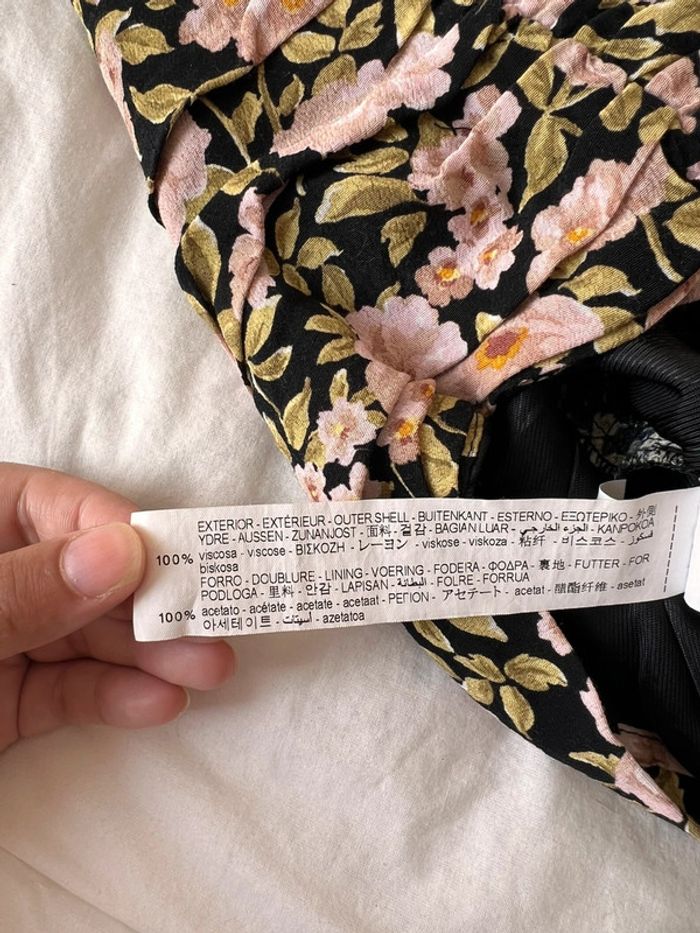 EXTERIOR - EXTÉRIEUR - OUTER SHELL - BUITENKANT - ESTERNO - ΕΞΩΤΕΡΙΚΟ - 外側
YDRE - AUSSEN - ZUNANJOST - 面料 - 겉감 - BAGIAN LUAR - الجزء الخارجي - KANPOKOA
100% viscosa - viscose - ΒΙΣΚΟΖΗ - レーヨン - viskose - viskoza - 粘纤 - 비스코스 - فسكوز
biskosa
FORRO - DOUBLURE - LINING - VOERING - FODERA - ΦΟΔΡΑ - 裏地 - FUTTER - FOR
PODLOGA - 里料 - 안감 - LAPISAN - البطانة - FOLRE - FORRUA
100% acetato - acétate - acetate - acetaat - ΡΕΓΙΟΝ - アセテート - acetat - 醋酯纤维 - asetat
아세테이트 - أسيتات - azetatoa